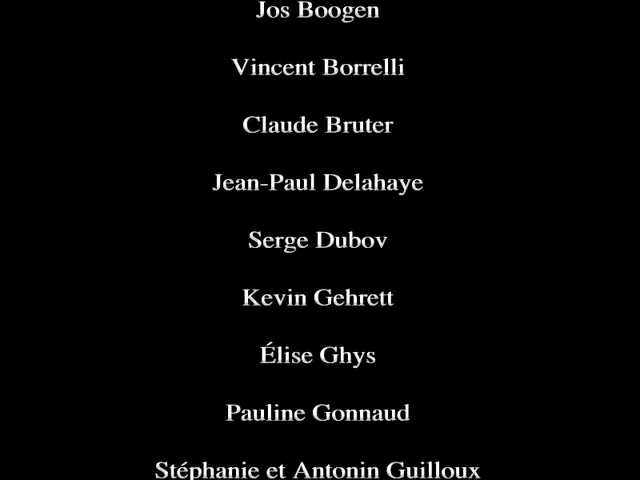 Jos Boogen
Vincent Borrelli
Claude Bruter
Jean-Paul Delahaye
Serge Dubov
Kevin Gehrett
Élise Ghys
Pauline Gonnaud
Stéphanie et Antonin Guilloux